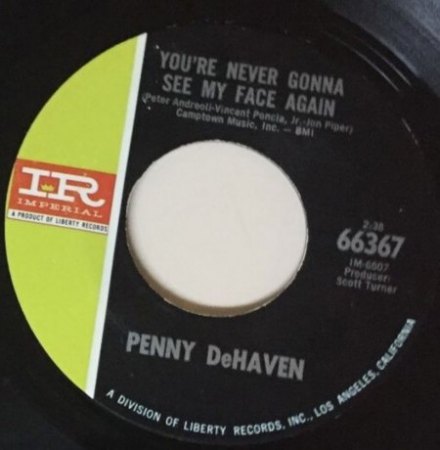 YOU'RE NEVER GONNA
SEE MY FACE AGAIN
(Peter Andreoli-Vincent Poncia, Jr.-Jon Piper)
Camptown Music, Inc. — BMI
IR
IMPERIAL
A PRODUCT OF LIBERTY RECORDS
2:38
66367
IM-6607
Producer:
Scott Turner
PENNY DeHAVEN
A DIVISION OF LIBERTY RECORDS, INC., LOS ANGELES, CALIFORNIA